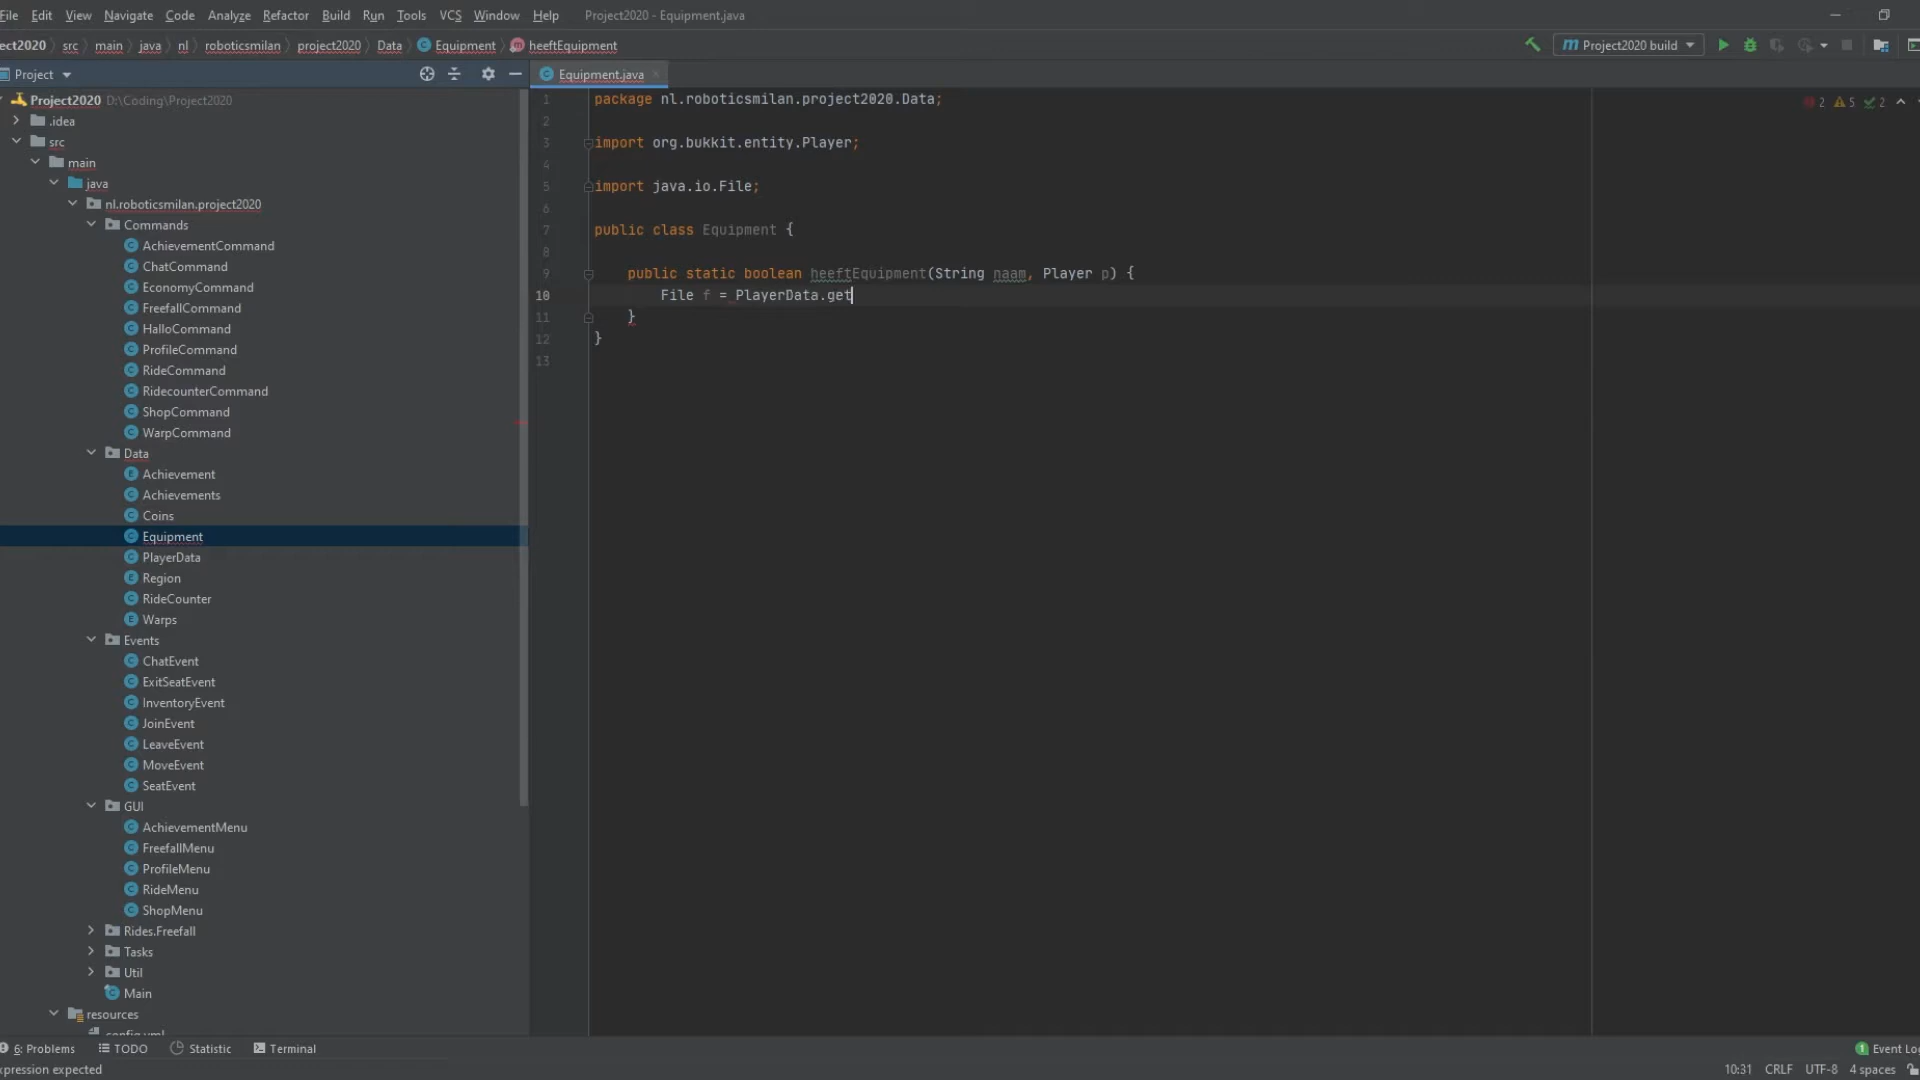 File Edit View Navigate Code Analyze Refactor Build Run Tools VCS Window Help Project2020 - Equipment.java
ect2020 src main java nl roboticsmilan project2020 Data Equipment heeftEquipment Project2020 build
Project Equipment.java
Project2020 D:\Coding\Project2020
.idea
src
main
java
nl.roboticsmilan.project2020
Commands
AchievementCommand
ChatCommand
EconomyCommand
FreefallCommand
HalloCommand
ProfileCommand
RideCommand
RidecounterCommand
ShopCommand
WarpCommand
Data
Achievement
Achievements
Coins
Equipment
PlayerData
Region
RideCounter
Warps
Events
ChatEvent
ExitSeatEvent
InventoryEvent
JoinEvent
LeaveEvent
MoveEvent
SeatEvent
GUI
AchievementMenu
FreefallMenu
ProfileMenu
RideMenu
ShopMenu
Rides.Freefall
Tasks
Util
Main
resources
config.yml
1 package nl.roboticsmilan.project2020.Data;
2
3 import org.bukkit.entity.Player;
4
5 import java.io.File;
6
7 public class Equipment {
8
9 public static boolean heeftEquipment(String naam, Player p) {
10 File f = PlayerData.get
11 }
12 }
13
2 5 2
6: Problems TODO Statistic Terminal 1 Event Lo
xpression expected 10:31 CRLF UTF-8 4 spaces